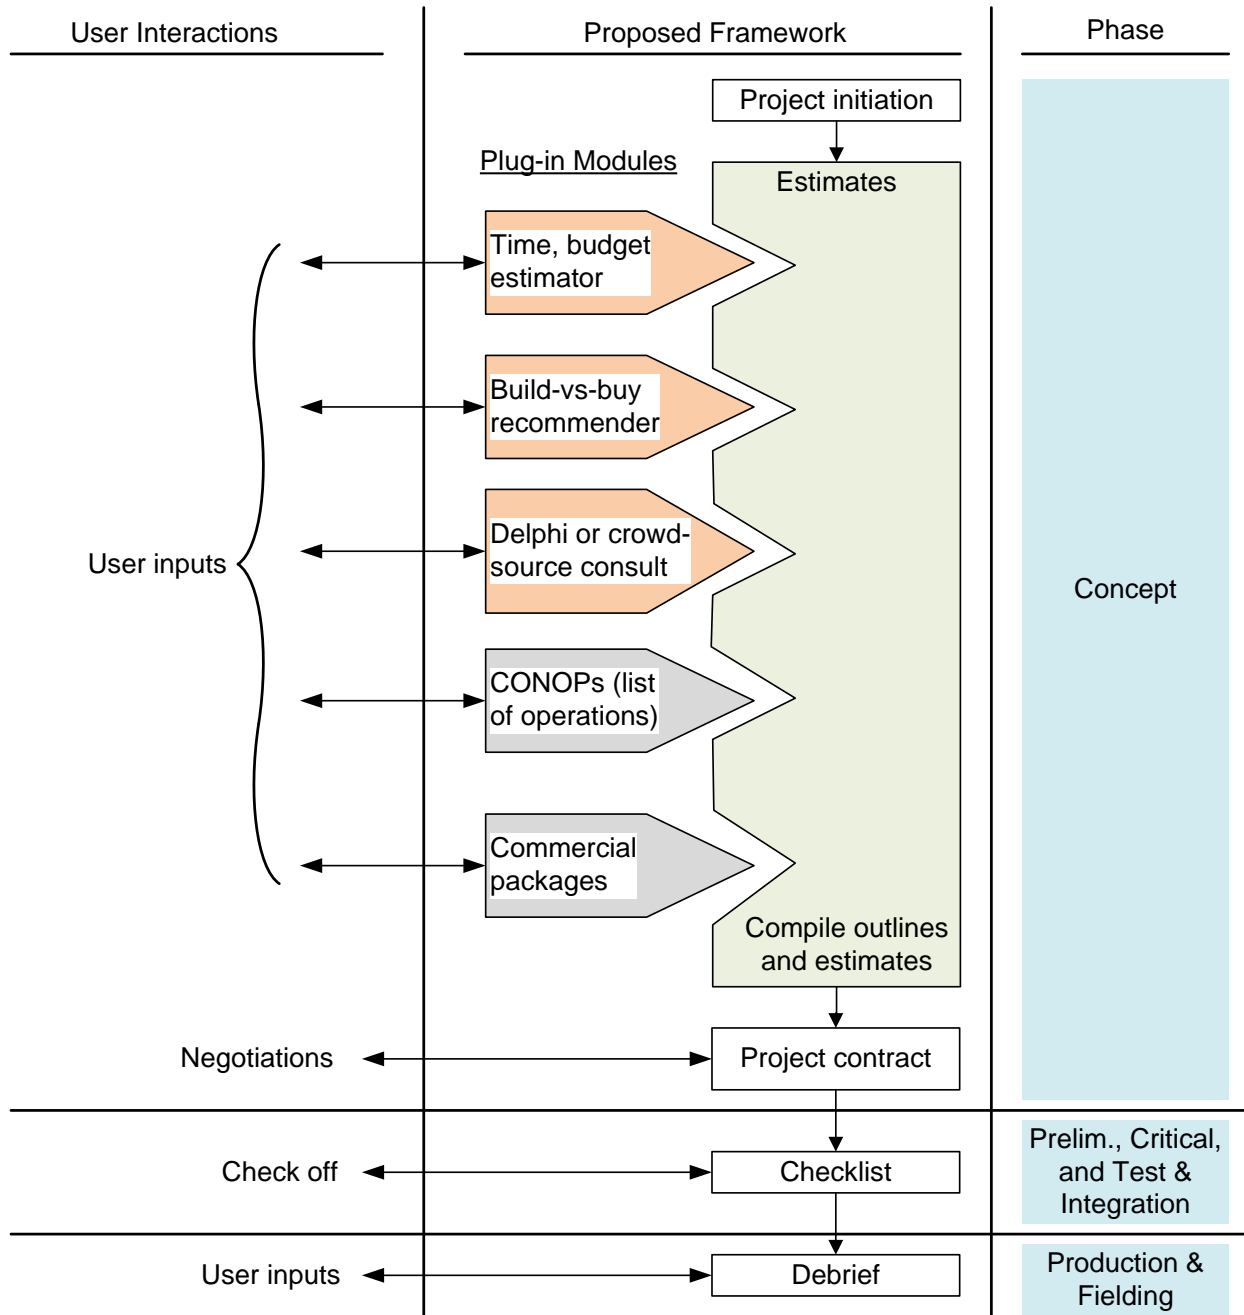 User Interactions
Proposed Framework
Phase
Project initiation
Plug-in Modules
Estimates
Time, budget
estimator
Build-vs-buy
recommender
Delphi or crowd-
source consult
User inputs
Concept
CONOPs (list
of operations)
Commercial
packages
Compile outlines
and estimates
Negotiations
Project contract
Check off
Checklist
Prelim., Critical,
and Test &
Integration
User inputs
Debrief
Production &
Fielding